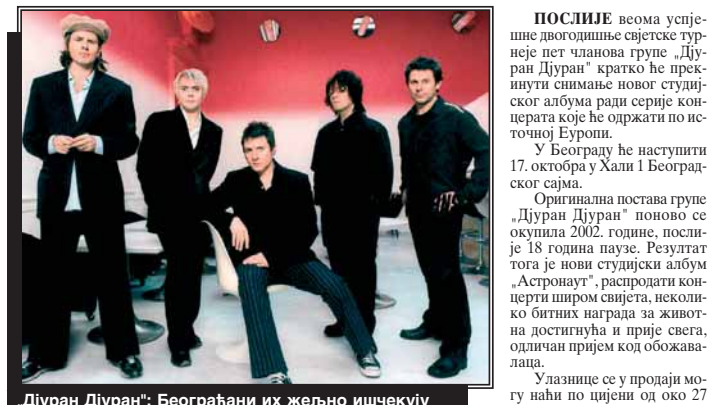 ПОСЛИЈЕ веома успје-
шне двогодишње свјетске тур-
неје пет чланова групе „Дју-
ран Дјуран" кратко ће прек-
инути снимање новог студиј-
ског албума ради серије кон-
церата које ће одржати по ис-
точној Еуропи.
У Београду ће наступити
17. октобра у Хали 1 Београд-
ског сајма.
Оригинална постава групе
„Дјуран Дјуран" поново се
окупила 2002. године, посли-
је 18 година паузе. Резултат
тога је нови студијски албум
„Астронаут", распродати кон-
церти широм свијета, неколи-
ко битних награда за живот-
на достигнућа и прије свега,
одличан пријем код обожава-
лаца.
Улазнице се у продаји мо-
гу наћи по цијени од око 27
„Дјуран Дјуран": Београђани их жељно ишчекују